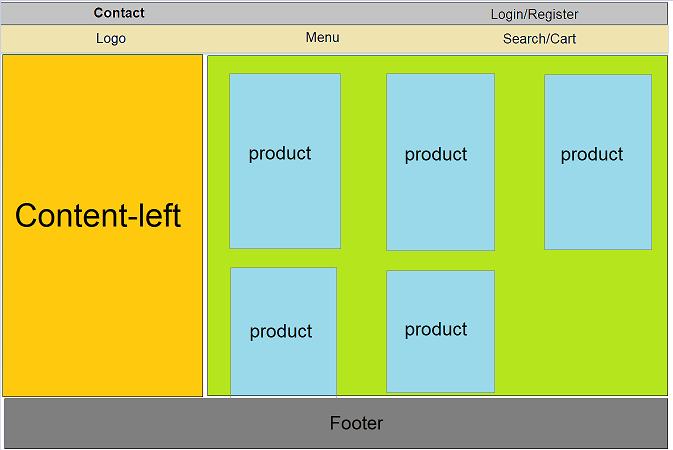 Contact
Login/Register
Logo
Menu
Search/Cart
Content-left
product
product
product
product
product
Footer